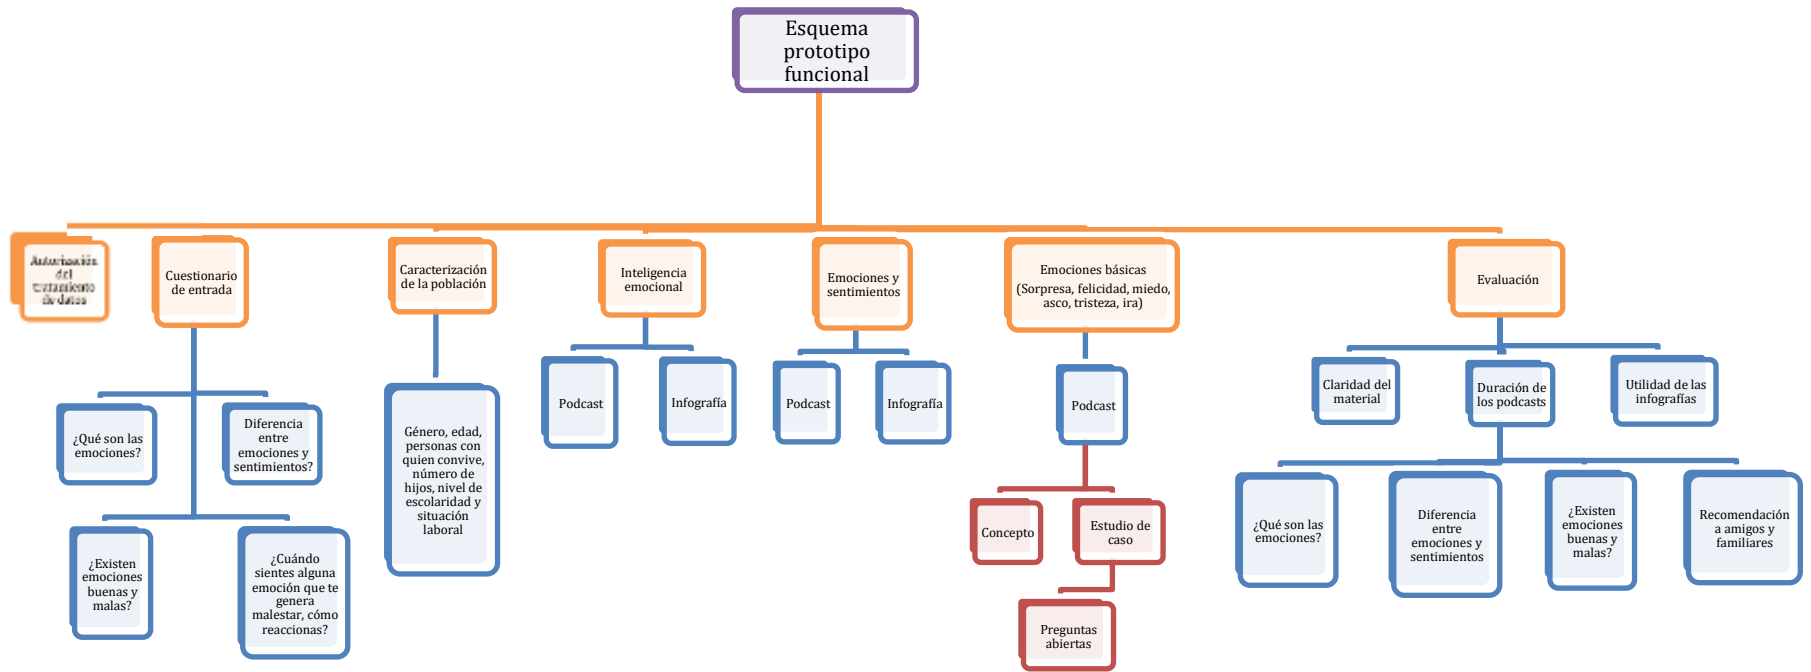 Esquema
prototipo
funcional
Autorización
del
tratamiento
de datos
Cuestionario
de entrada
Caracterización
de la población
Inteligencia
emocional
Emociones y
sentimientos
Emociones básicas
(Sorpresa, felicidad, miedo,
asco, tristeza, ira)
Evaluación
¿Qué son las
emociones?
Diferencia
entre
emociones y
sentimientos?
¿Existen
emociones
buenas y
malas?
¿Cuándo
sientes alguna
emoción que te
genera
malestar, cómo
reaccionas?
Género, edad,
personas con
quien convive,
número de
hijos, nivel de
escolaridad y
situación
laboral
Podcast
Infografía
Podcast
Infografía
Podcast
Concepto
Estudio de
caso
Preguntas
abiertas
Claridad del
material
Duración de
los podcasts
Utilidad de las
infografías
¿Qué son las
emociones?
Diferencia
entre
emociones y
sentimientos
¿Existen
emociones
buenas y
malas?
Recomendación
a amigos y
familiares